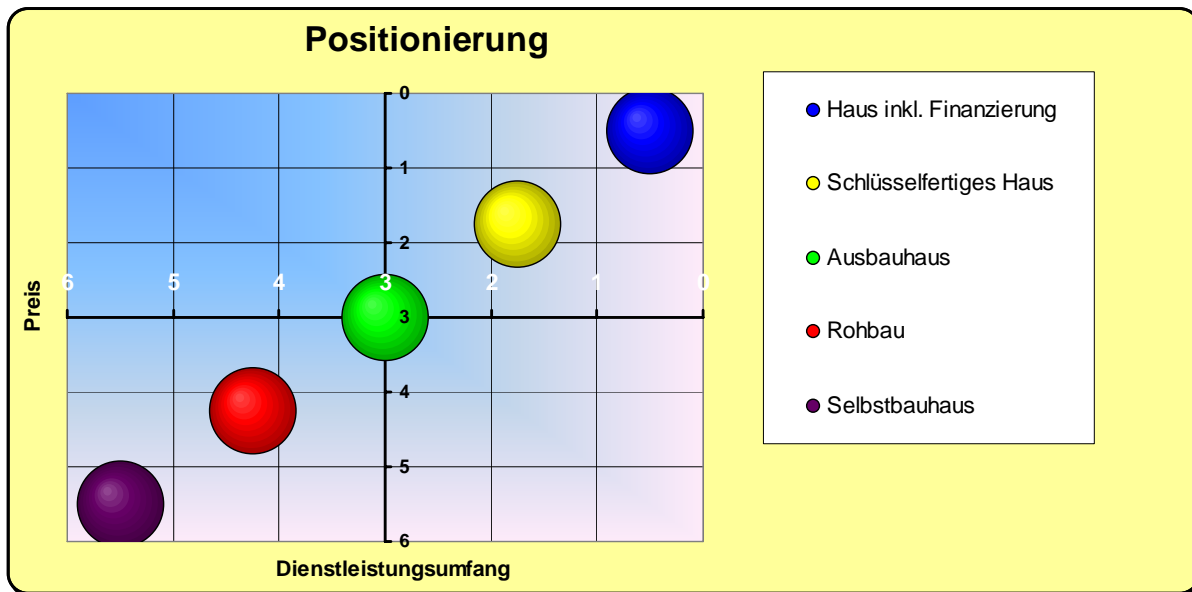 Positionierung
0
1
2
6 5 4 3 2 1 0
3
4
5
6
Preis
Dienstleistungsumfang
Haus inkl. Finanzierung
Schlüsselfertiges Haus
Ausbauhaus
Rohbau
Selbstbauhaus